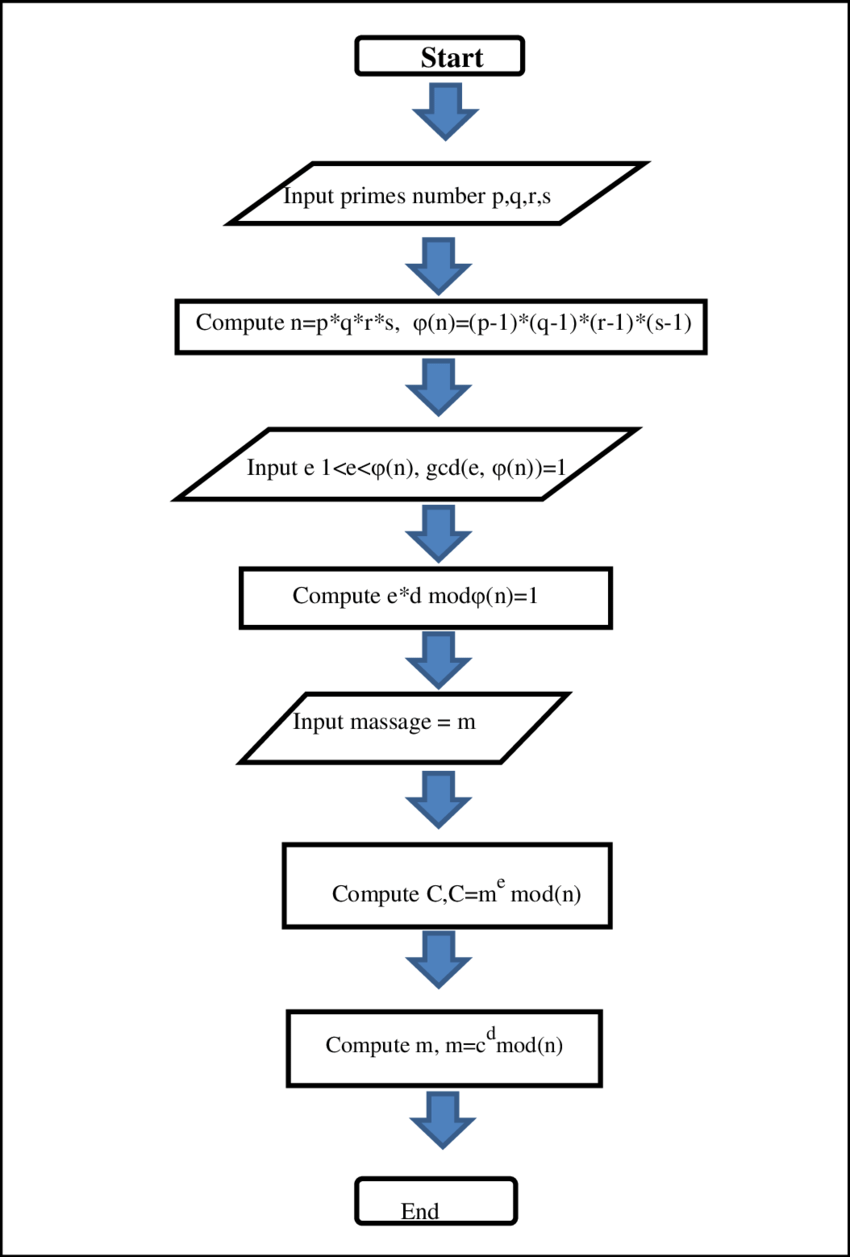 Start
Input primes number p,q,r,s
Compute n=p*q*r*s, φ(n)=(p-1)*(q-1)*(r-1)*(s-1)
Input e 1<e<φ(n), gcd(e, φ(n))=1
Compute e*d modφ(n)=1
Input massage = m
Compute C,C=m^e mod(n)
Compute m, m=c^d mod(n)
End